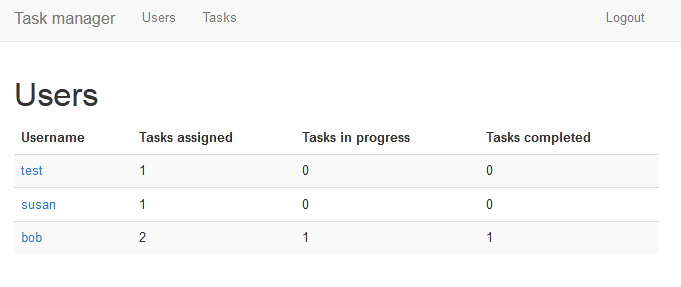 Task manager Users Tasks Logout
Users
Username Tasks assigned Tasks in progress Tasks completed
test 1 0 0
susan 1 0 0
bob 2 1 1